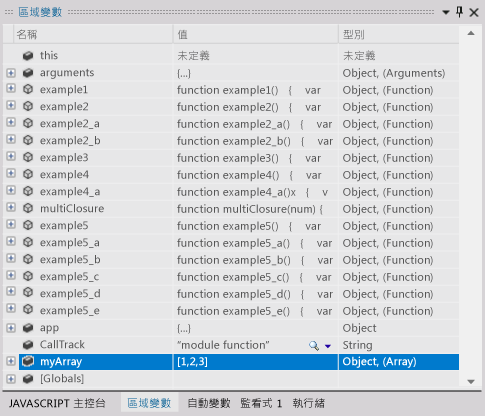 區域變數
名稱 值 型別
this 未定義 未定義
arguments {...} Object, (Arguments)
example1 function example1() { var Object, (Function)
example2 function example2() { var Object, (Function)
example2_a function example2_a() { var Object, (Function)
example2_b function example2_b() { var Object, (Function)
example3 function example3() { var Object, (Function)
example4 function example4() { var Object, (Function)
example4_a function example4_a()x { v Object, (Function)
multiClosure function multiClosure(num) { Object, (Function)
example5 function example5() { var Object, (Function)
example5_a function example5_a() { var Object, (Function)
example5_b function example5_b() { var Object, (Function)
example5_c function example5_c() { var Object, (Function)
example5_d function example5_d() { var Object, (Function)
example5_e function example5_e() { var Object, (Function)
app {...} Object
CallTrack "module function" String
myArray [1,2,3] Object, (Array)
[Globals]
JAVASCRIPT 主控台 區域變數 自動變數 監看式 1 執行緒